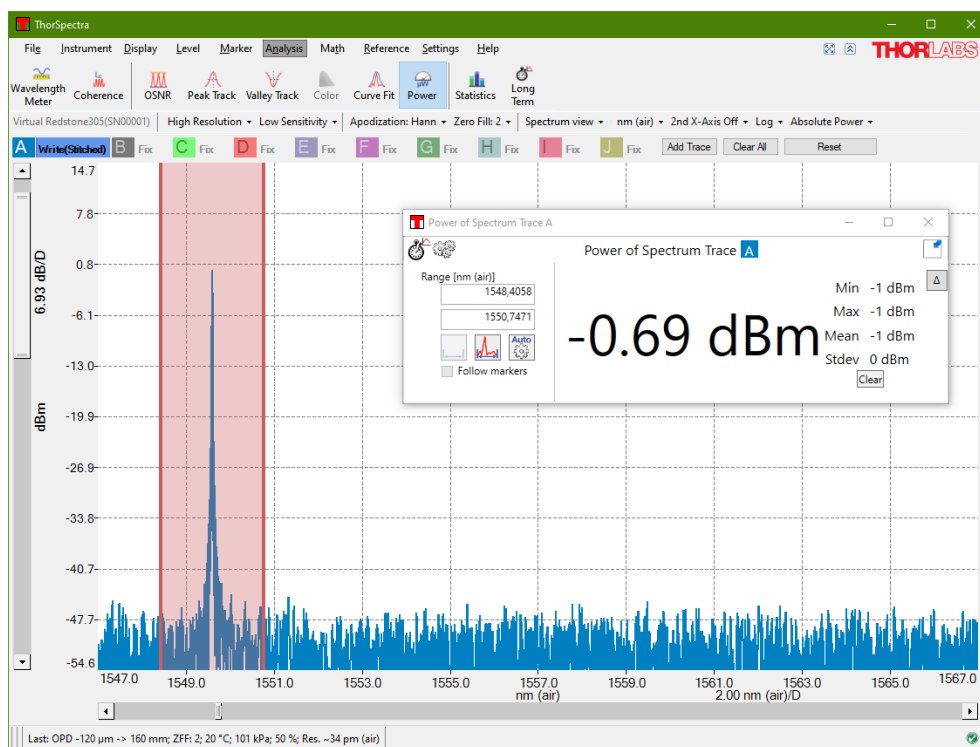 ThorSpectra
File Instrument Display Level Marker Analysis Math Reference Settings Help
THORLABS
Wavelength Meter Coherence OSNR Peak Track Valley Track Color Curve Fit Power Statistics Long Term
Virtual Redstone305(SN00001) High Resolution Low Sensitivity Apodization: Hann Zero Fill: 2 Spectrum view nm (air) 2nd X-Axis Off Log Absolute Power
A Write(Stitched) B Fix C Fix D Fix E Fix F Fix G Fix H Fix I Fix J Fix Add Trace Clear All Reset
14.7
7.8
0.8
-6.1
-13.0
-19.9
-26.9
-33.8
-40.7
-47.7
-54.6
6.93 dB/D
dBm
Power of Spectrum Trace A
Power of Spectrum Trace A
Range [nm (air)]
1548,4058
1550,7471
Auto
Follow markers
-0.69 dBm
Δ
Min -1 dBm
Max -1 dBm
Mean -1 dBm
Stdev 0 dBm
Clear
1547.0 1549.0 1551.0 1553.0 1555.0 1557.0 1559.0 1561.0 1563.0 1565.0 1567.0
nm (air) 2.00 nm (air)/D
Last: OPD -120 µm -> 160 mm; ZFF: 2; 20 °C; 101 kPa; 50 %; Res. ~34 pm (air)